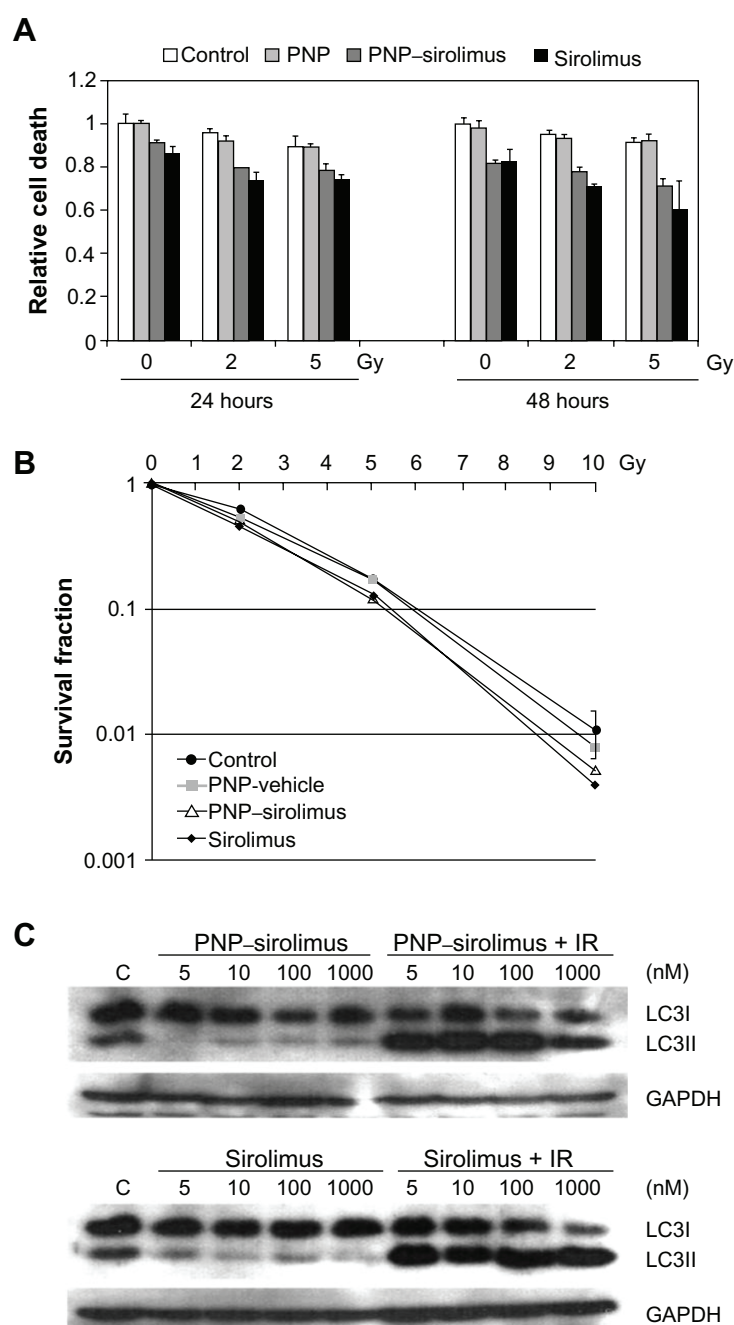 A
Control PNP PNP–sirolimus Sirolimus
Relative cell death
1.2
1
0.8
0.6
0.4
0.2
0
0 2 5 0 2 5 Gy
24 hours 48 hours
B
0 1 2 3 4 5 6 7 8 9 10 Gy
Survival fraction
1
0.1
0.01
0.001
Control
PNP-vehicle
PNP–sirolimus
Sirolimus
C
PNP–sirolimus PNP–sirolimus + IR
C 5 10 100 1000 5 10 100 1000 (nM)
LC3I
LC3II
GAPDH
Sirolimus Sirolimus + IR
C 5 10 100 1000 5 10 100 1000 (nM)
LC3I
LC3II
GAPDH